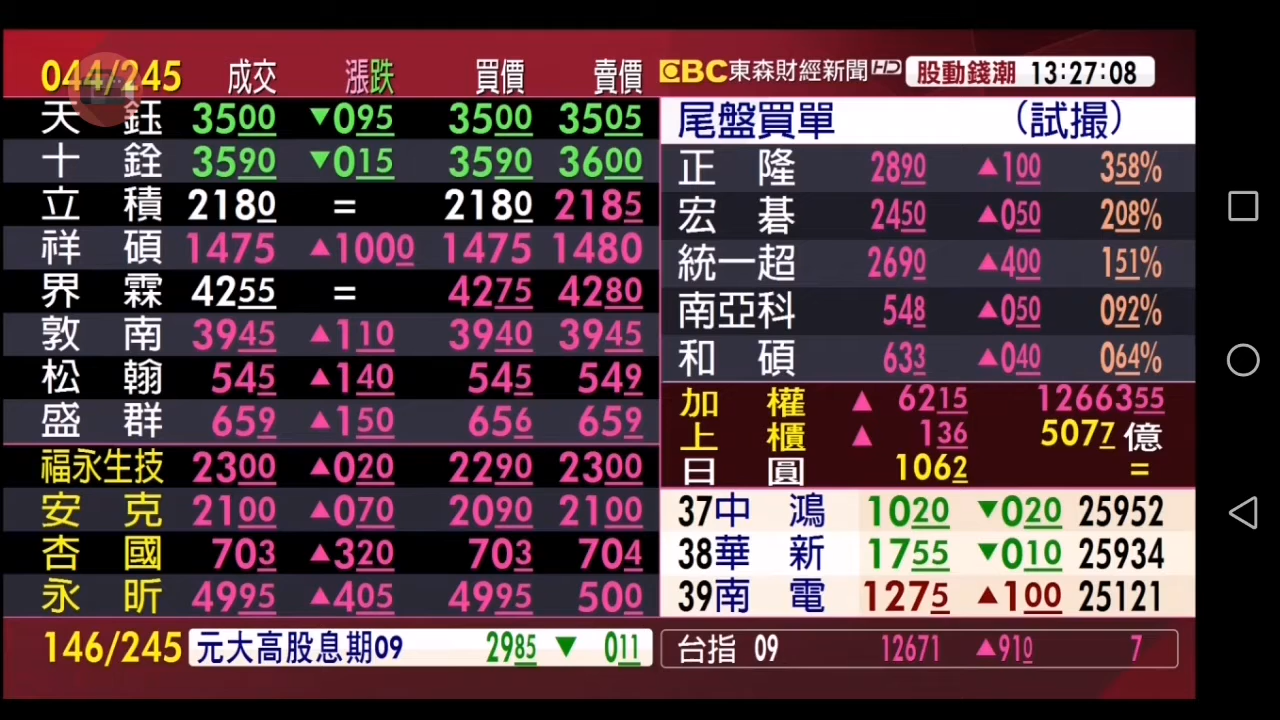 044/245 成交 漲跌 買價 賣價
天鈺 3500 ▼095 3500 3505
十銓 3590 ▼015 3590 3600
立積 2180 = 2180 2185
祥碩 1475 ▲1000 1475 1480
界霖 4255 = 4275 4280
敦南 3945 ▲110 3940 3945
松翰 545 ▲140 545 549
盛群 659 ▲150 656 659
福永生技 2300 ▲020 2290 2300
安克 2100 ▲070 2090 2100
杏國 703 ▲320 703 704
永昕 4995 ▲405 4995 500
146/245 元大高股息期09 2985 ▼ 011
EBC東森財經新聞HD 股動錢潮 13:27:08
尾盤買單 (試撮)
正隆 2890 ▲100 358%
宏碁 2450 ▲050 208%
統一超 2690 ▲400 151%
南亞科 548 ▲050 092%
和碩 633 ▲040 064%
加權 ▲ 6215 1266355
上櫃 ▲ 136 5077億
日圓 1062 =
37中鴻 1020 ▼020 25952
38華新 1755 ▼010 25934
39南電 1275 ▲100 25121
台指 09 12671 ▲910 7